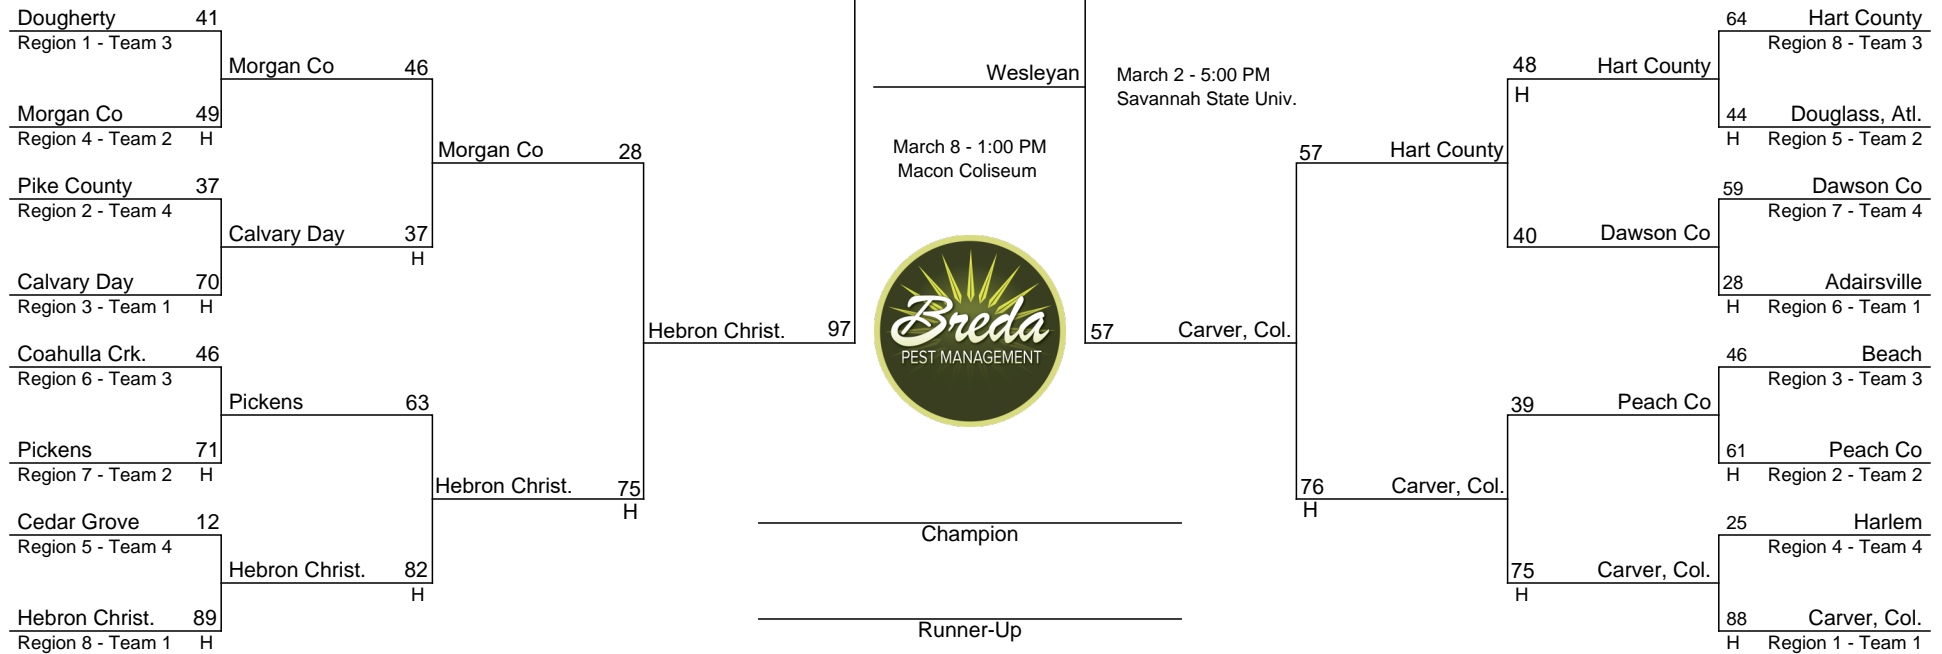 Dougherty 41
Region 1 - Team 3
Morgan Co 46
Morgan Co 49
Region 4 - Team 2 H
Morgan Co 28
Pike County 37
Region 2 - Team 4
Calvary Day 37
H
Calvary Day 70
Region 3 - Team 1 H
Hebron Christ. 97
Coahulla Crk. 46
Region 6 - Team 3
Pickens 63
Pickens 71
Region 7 - Team 2 H
Hebron Christ. 75
H
Cedar Grove 12
Region 5 - Team 4
Hebron Christ. 82
H
Hebron Christ. 89
Region 8 - Team 1 H
Wesleyan
March 2 - 5:00 PM
Savannah State Univ.
March 8 - 1:00 PM
Macon Coliseum
Breda
PEST MANAGEMENT
Champion
Runner-Up
64 Hart County
Region 8 - Team 3
48 Hart County
H
44 Douglass, Atl.
H Region 5 - Team 2
57 Hart County
59 Dawson Co
Region 7 - Team 4
40 Dawson Co
28 Adairsville
H Region 6 - Team 1
57 Carver, Col.
46 Beach
Region 3 - Team 3
39 Peach Co
61 Peach Co
H Region 2 - Team 2
76 Carver, Col.
H
25 Harlem
Region 4 - Team 4
75 Carver, Col.
H
88 Carver, Col.
H Region 1 - Team 1